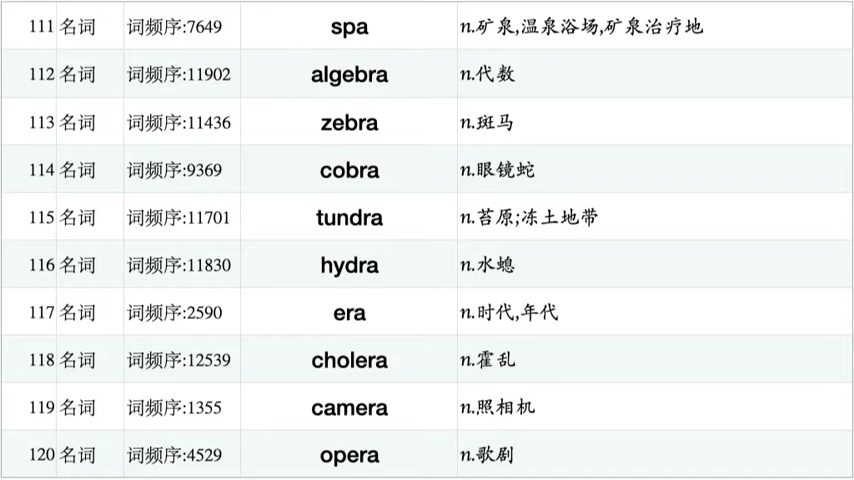 111 名词 词频序:7649 spa n.矿泉,温泉浴场,矿泉治疗地
112 名词 词频序:11902 algebra n.代数
113 名词 词频序:11436 zebra n.斑马
114 名词 词频序:9369 cobra n.眼镜蛇
115 名词 词频序:11701 tundra n.苔原;冻土地带
116 名词 词频序:11830 hydra n.水螅
117 名词 词频序:2590 era n.时代,年代
118 名词 词频序:12539 cholera n.霍乱
119 名词 词频序:1355 camera n.照相机
120 名词 词频序:4529 opera n.歌剧